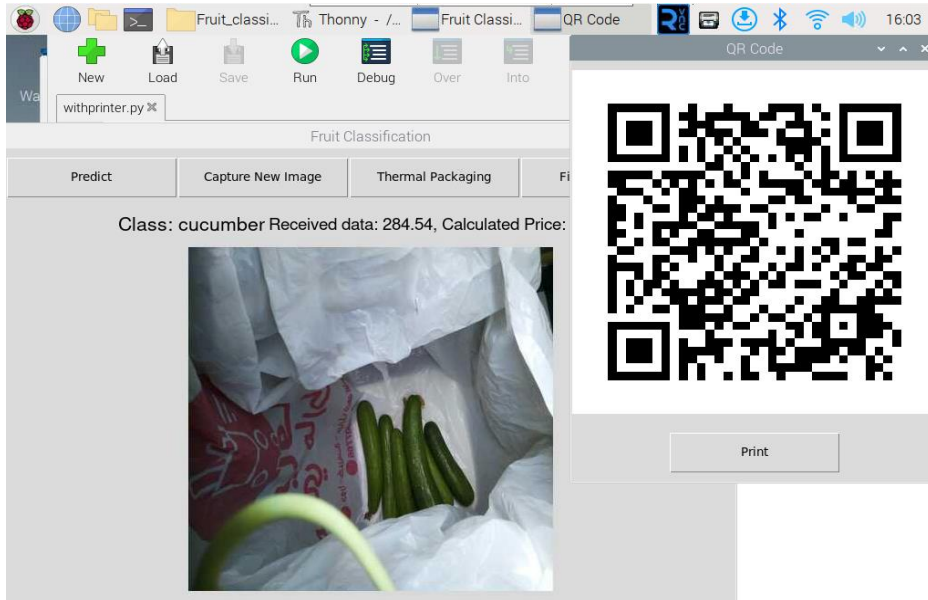 Fruit_classi...
Thonny - /...
Fruit Classi...
QR Code
16:03
New
Load
Save
Run
Debug
Over
Into
withprinter.py
Fruit Classification
Predict
Capture New Image
Thermal Packaging
Fi
Class: cucumber Received data: 284.54, Calculated Price:
QR Code
Print